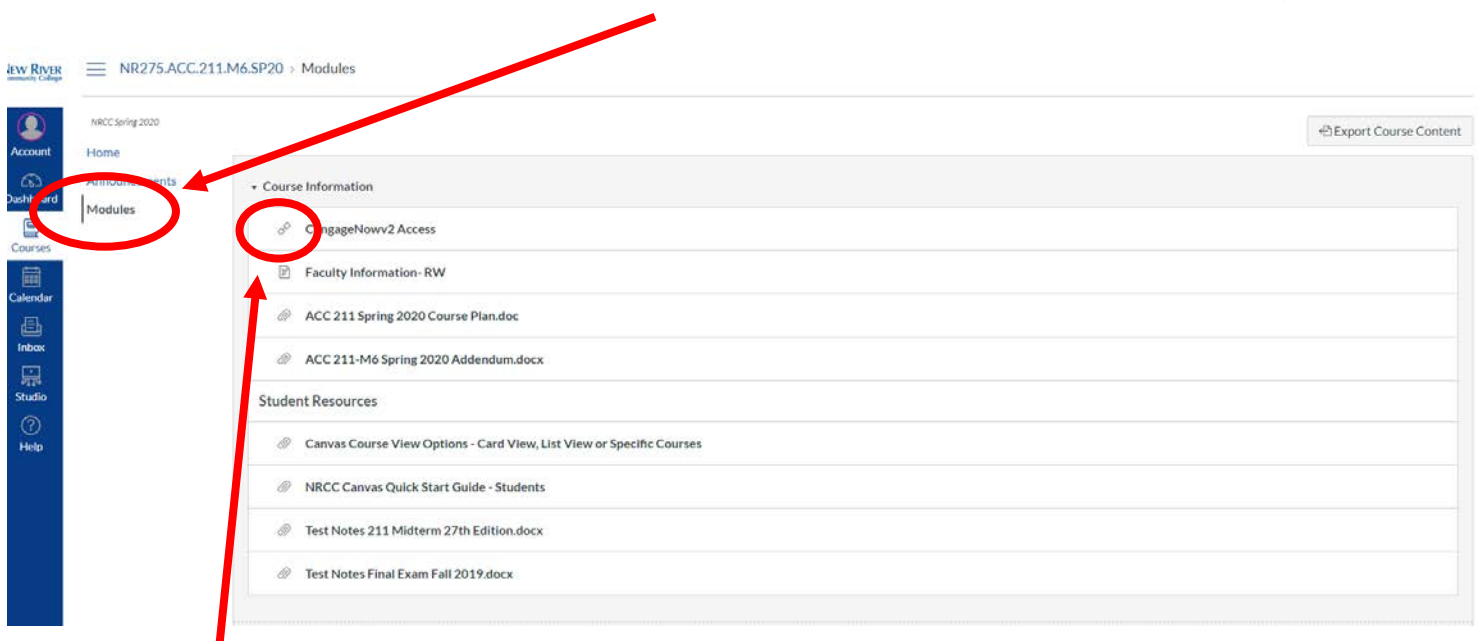 NEW RIVER
Community College
NR275.ACC.211.M6.SP20 › Modules
NRCC Spring 2020
Export Course Content
Account
Home
Announcements
Dashboard
Modules
Courses
Calendar
Inbox
Studio
Help
Course Information
CengageNowv2 Access
Faculty Information- RW
ACC 211 Spring 2020 Course Plan.doc
ACC 211-M6 Spring 2020 Addendum.docx
Student Resources
Canvas Course View Options - Card View, List View or Specific Courses
NRCC Canvas Quick Start Guide - Students
Test Notes 211 Midterm 27th Edition.docx
Test Notes Final Exam Fall 2019.docx